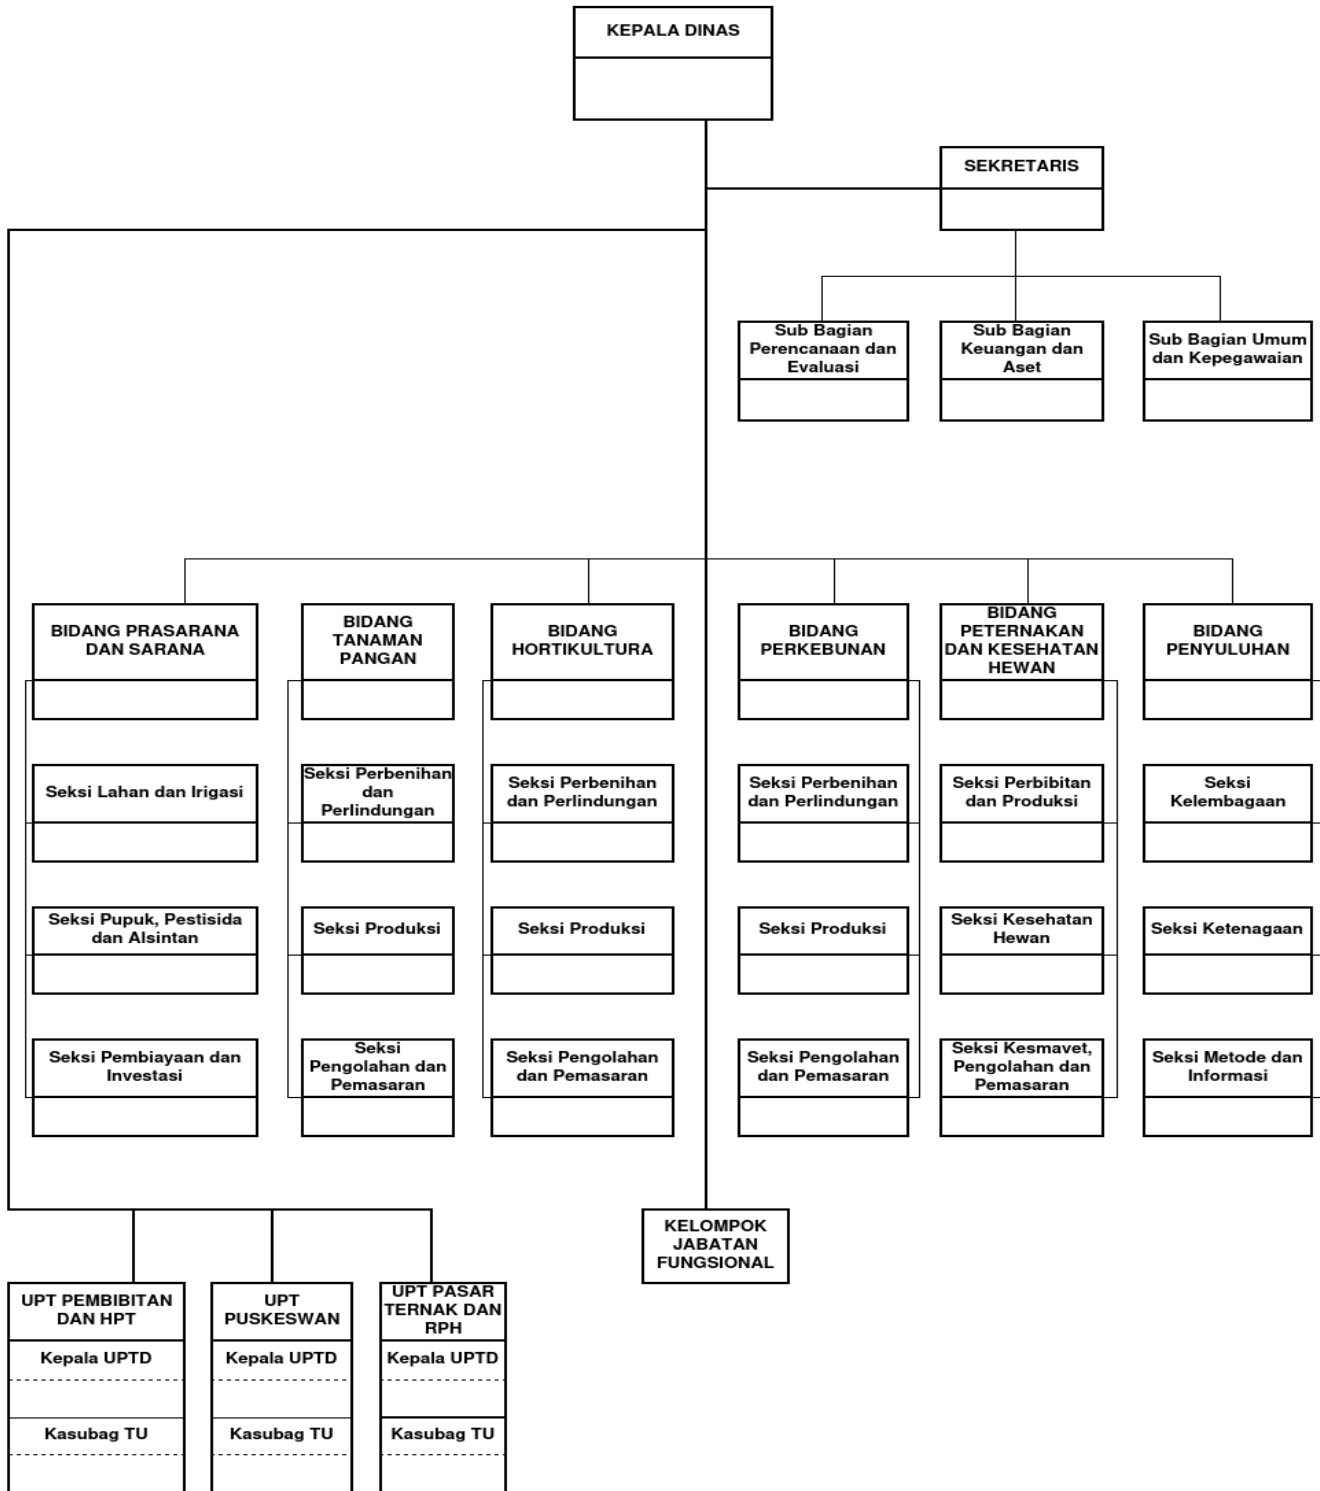 KEPALA DINAS
SEKRETARIS
Sub Bagian
Perencanaan dan
Evaluasi
Sub Bagian
Keuangan dan
Aset
Sub Bagian Umum
dan Kepegawaian
BIDANG PRASARANA
DAN SARANA
BIDANG
TANAMAN
PANGAN
BIDANG
HORTIKULTURA
BIDANG
PERKEBUNAN
BIDANG
PETERNAKAN
DAN KESEHATAN
HEWAN
BIDANG
PENYULUHAN
Seksi Lahan dan Irigasi
Seksi Perbenihan
dan
Perlindungan
Seksi Perbenihan
dan Perlindungan
Seksi Perbenihan
dan Perlindungan
Seksi Perbibitan
dan Produksi
Seksi
Kelembagaan
Seksi Pupuk, Pestisida
dan Alsintan
Seksi Produksi
Seksi Produksi
Seksi Produksi
Seksi Kesehatan
Hewan
Seksi Ketenagaan
Seksi Pembiayaan dan
Investasi
Seksi
Pengolahan dan
Pemasaran
Seksi Pengolahan
dan Pemasaran
Seksi Pengolahan
dan Pemasaran
Seksi Kesmavet,
Pengolahan dan
Pemasaran
Seksi Metode dan
Informasi
KELOMPOK
JABATAN
FUNGSIONAL
UPT PEMBIBITAN
DAN HPT
UPT
PUSKESWAN
UPT PASAR
TERNAK DAN
RPH
Kepala UPTD
Kepala UPTD
Kepala UPTD
Kasubag TU
Kasubag TU
Kasubag TU